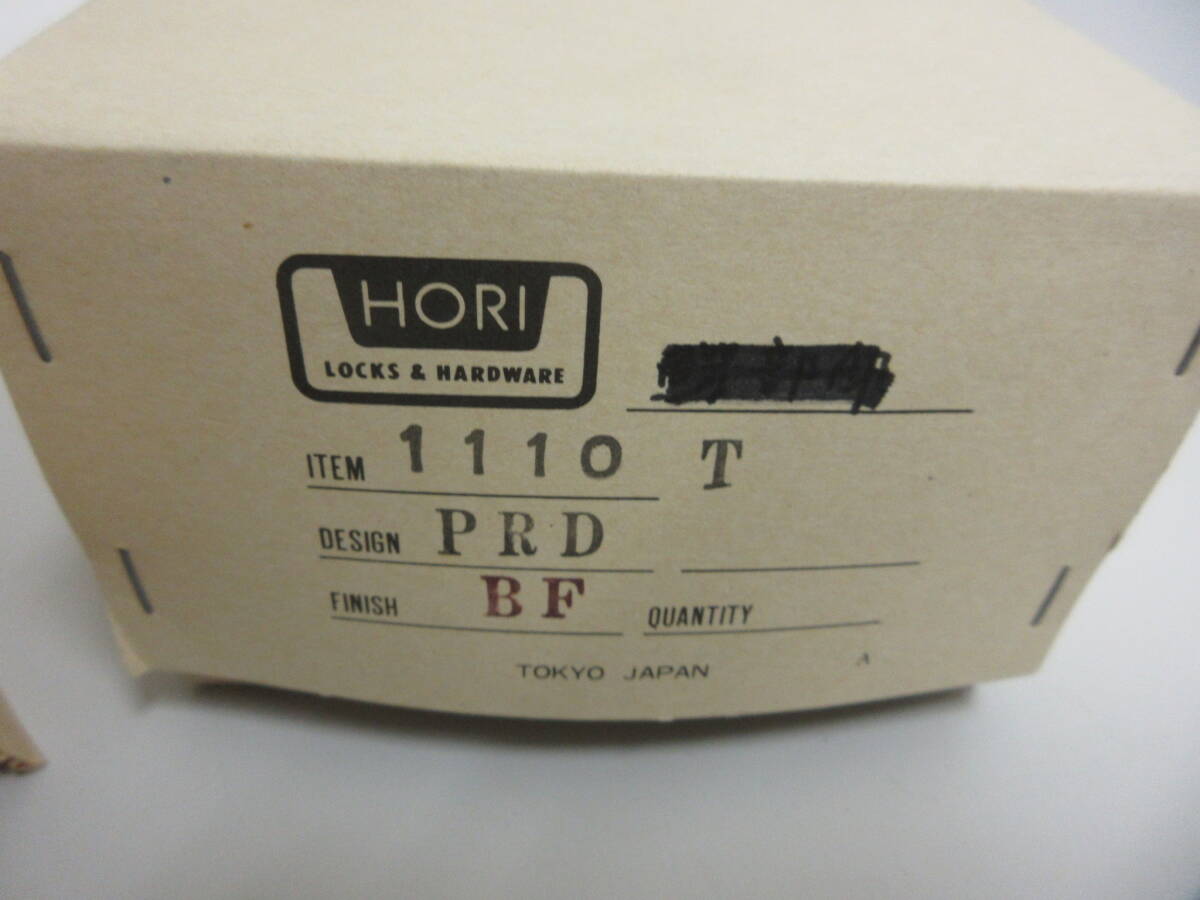 HORI
LOCKS & HARDWARE
ITEM 1110 T
DESIGN PRD
FINISH BF QUANTITY
TOKYO JAPAN
A